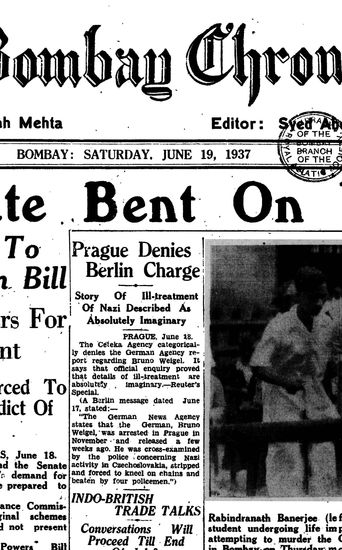 Bombay Chron
h Mehta
Editor: Syed Ab
OF THE
BRANCH
OF THE
BOMBAY: SATURDAY, JUNE 19, 1937
te Bent On
To
Bill
rs For
nt
rced To
dict Of
S, June 18.
nd the Senate
demand for
e prepared to
ance Commis-
ginal schemes
d not present
Powers' Bill
Prague Denies
Berlin Charge
Story Of Ill-treatment
Of Nazi Described As
Absolutely Imaginary
PRAGUE, June 18.
The Ceteka Agency categorical-
ly denies the German Agency re-
port regarding Bruno Weigel. It
says that official enquiry proved
that details of ill-treatment are
absolutely imaginary.—Reuter's
Special.
(A Berlin message dated June
17, stated:—
"The German News Agency
states that the German, Bruno
Weigel, was arrested in Prague in
November and released a few
weeks ago. He was cross-examined
by the police concerning Nazi
activity in Czechoslovakia, stripped
and forced to kneel on chains and
beaten by four policemen.")
INDO-BRITISH
TRADE TALKS
Conversations Will
Proceed Till End
Rabindranath Banerjee (lef
student undergoing life imp
attempting to murder the G
in Bombay on Thursday m